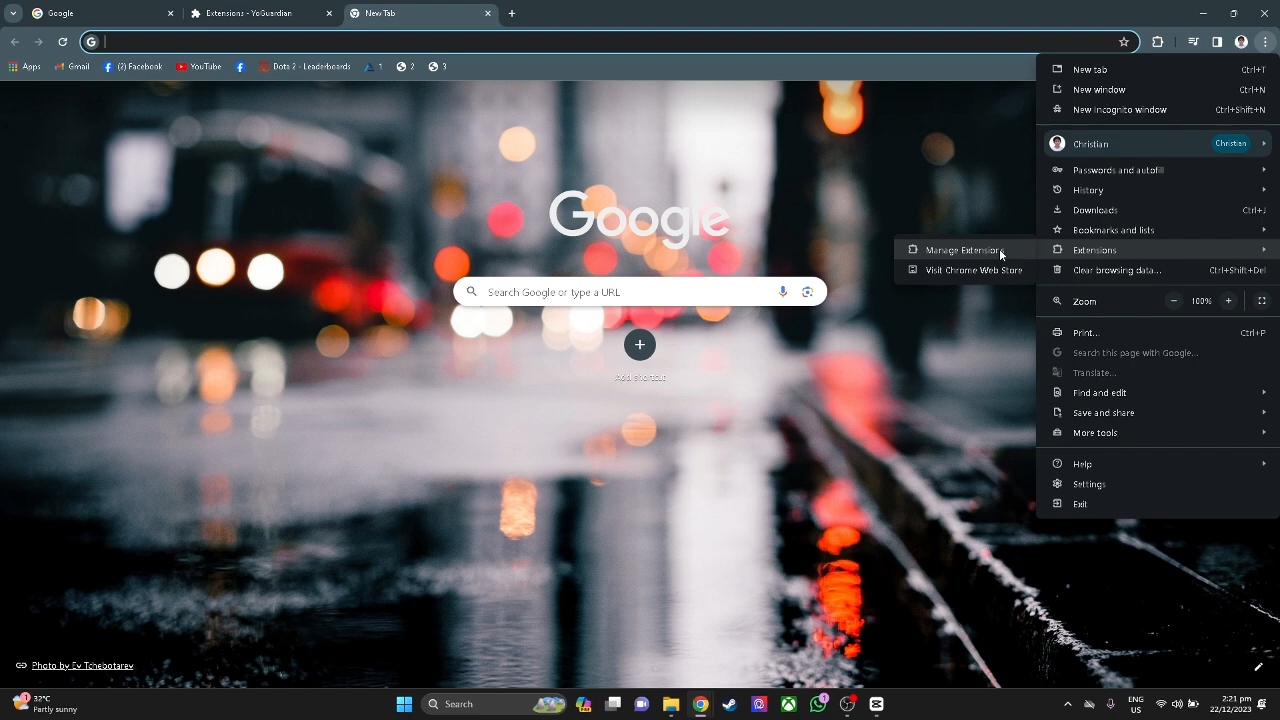 Google
Extensions - YoGuardian
New Tab
Apps
Gmail
(2) Facebook
YouTube
Dota 2 - Leaderboards
1
2
3
New tab Ctrl+T
New window Ctrl+N
New Incognito window Ctrl+Shift+N
Christian Christian
Passwords and autofill
History
Downloads Ctrl+J
Bookmarks and lists
Manage Extensions
Extensions
Visit Chrome Web Store
Clear browsing data... Ctrl+Shift+Del
Zoom 100%
Print... Ctrl+P
Search this page with Google...
Translate...
Find and edit
Save and share
More tools
Help
Settings
Exit
Google
Search Google or type a URL
Add shortcut
Photo by Ev Tchebotarev
1
32°C
Partly sunny
Search
1
ENG
US
2:21 pm
22/12/2023